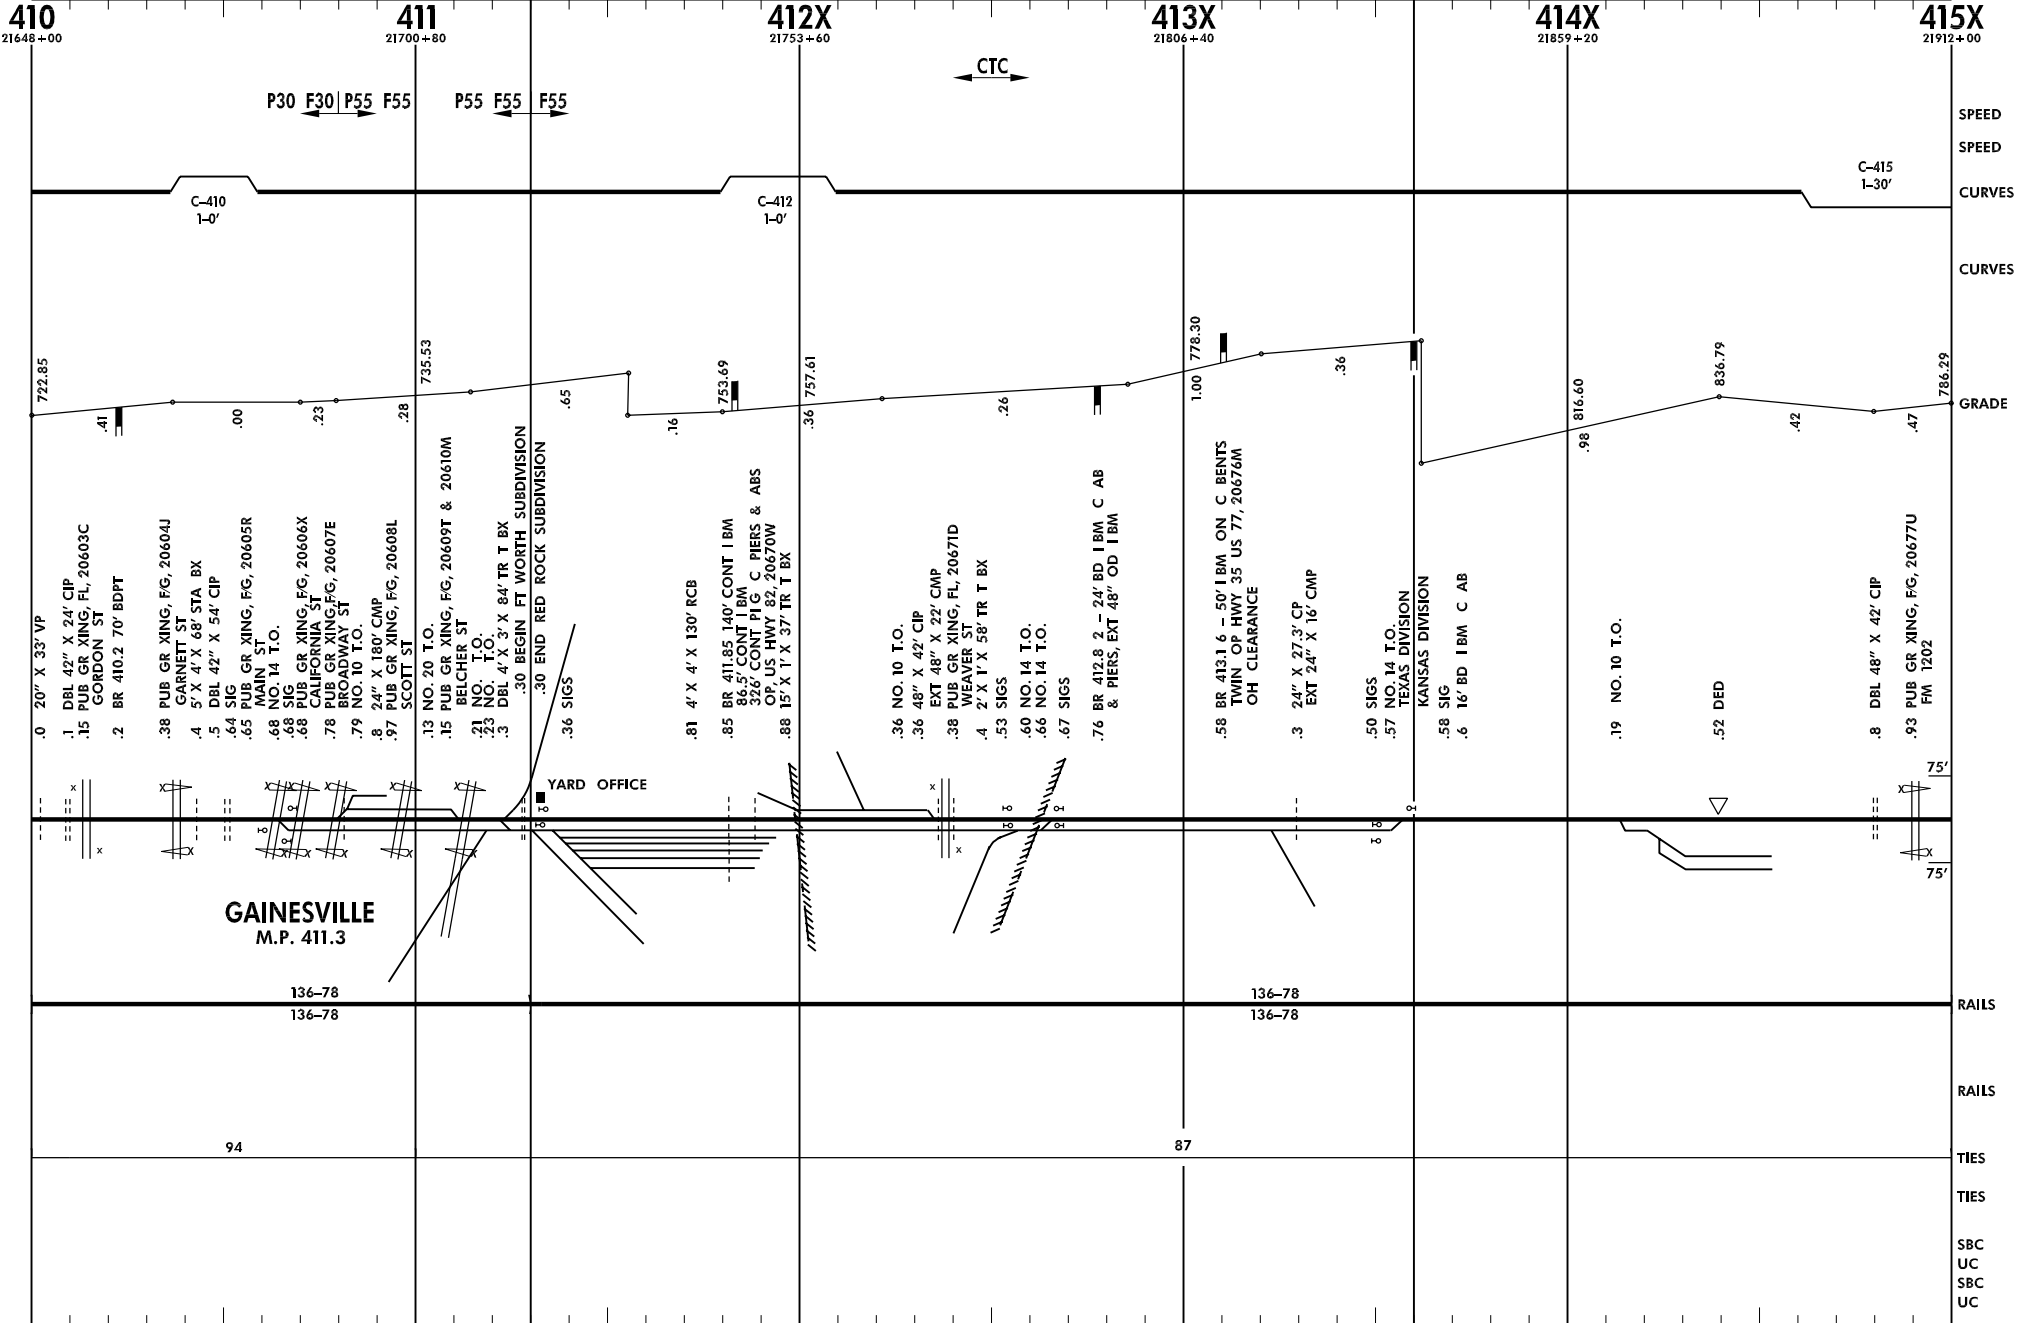 410
411
412X
413X
414X
415X
21648+00
21700+80
21753+60
21806+40
21859+20
21912+00
CTC
P30 F30 P55 F55
P55 F55 F55
SPEED
SPEED
C-415
1-30'
CURVES
C-410
1-0'
C-412
1-0'
CURVES
722.85
735.53
753.69
757.61
778.30
816.60
836.79
786.29
GRADE
.41
.00
.23
.28
.65
.16
.36
.26
1.00
.36
.98
.42
.47
.0 20" X 33' VP
.1 DBL 42" X 24' CIP
.15 PUB GR XING, FL, 20603C
GORDON ST
.2 BR 410.2 70' BDPT
.38 PUB GR XING, F/G, 20604J
GARNETT ST
.4 5' X 4' X 68' STA BX
.5 DBL 42" X 54' CIP
.64 SIG
.65 PUB GR XING, F/G, 20605R
MAIN ST
.68 NO. 14 T.O.
.68 SIG
.68 PUB GR XING, F/G, 20606X
CALIFORNIA ST
.78 PUB GR XING, F/G, 20607E
BROADWAY ST
.79 NO. 10 T.O.
.8 24" X 180' CMP
.97 PUB GR XING, F/G, 20608L
SCOTT ST
.13 NO. 20 T.O.
.15 PUB GR XING, F/G, 20609T & 20610M
BELCHER ST
.21 NO. T.O.
.23 NO. T.O.
.3 DBL 4' X 3' X 84' TR T BX
.30 BEGIN FT WORTH SUBDIVISION
.30 END RED ROCK SUBDIVISION
.36 SIGS
.81 4' X 4' X 130' RCB
.85 BR 411.85 140' CONT I BM
86.5' CONT I BM
326' CONT PI G C PIERS & ABS
OP, US HWY 82, 20670W
.88 15' X 1' X 37' TR T BX
.36 NO. 10 T.O.
.36 48" X 42' CIP
EXT 48" X 22' CMP
.38 PUB GR XING, FL, 20671D
WEAVER ST
.4 2' X 1' X 58' TR T BX
.53 SIGS
.60 NO. 14 T.O.
.66 NO. 14 T.O.
.67 SIGS
.76 BR 412.8 2 – 24' BD I BM C AB
& PIERS, EXT 48" OD I BM
.58 BR 413.1 6 – 50' I BM ON C BENTS
TWIN OP HWY 35 US 77, 20676M
OH CLEARANCE
.3 24" X 27.3' CP
EXT 24" X 16' CMP
.50 SIGS
.57 NO. 14 T.O.
TEXAS DIVISION
KANSAS DIVISION
.58 SIG
.6 16' BD I BM C AB
.19 NO. 10 T.O.
.52 DED
.8 DBL 48" X 42' CIP
.93 PUB GR XING, F/G, 20677U
FM 1202
75'
YARD OFFICE
75'
GAINESVILLE
M.P. 411.3
136-78
136-78
136-78
136-78
RAILS
RAILS
94
87
TIES
TIES
SBC
UC
SBC
UC